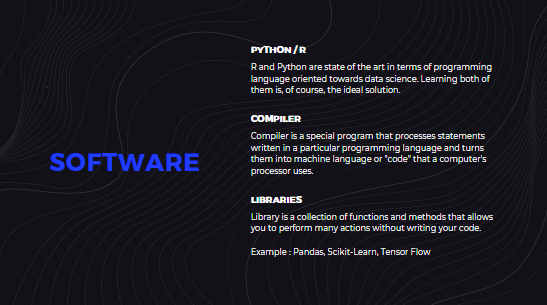 SOFTWARE
PYTHON / R
R and Python are state of the art in terms of programming
language oriented towards data science. Learning both of
them is, of course, the ideal solution.
COMPILER
Compiler is a special program that processes statements
written in a particular programming language and turns
them into machine language or "code" that a computer's
processor uses.
LIBRARIES
Library is a collection of functions and methods that allows
you to perform many actions without writing your code.
Example : Pandas, Scikit-Learn, Tensor Flow